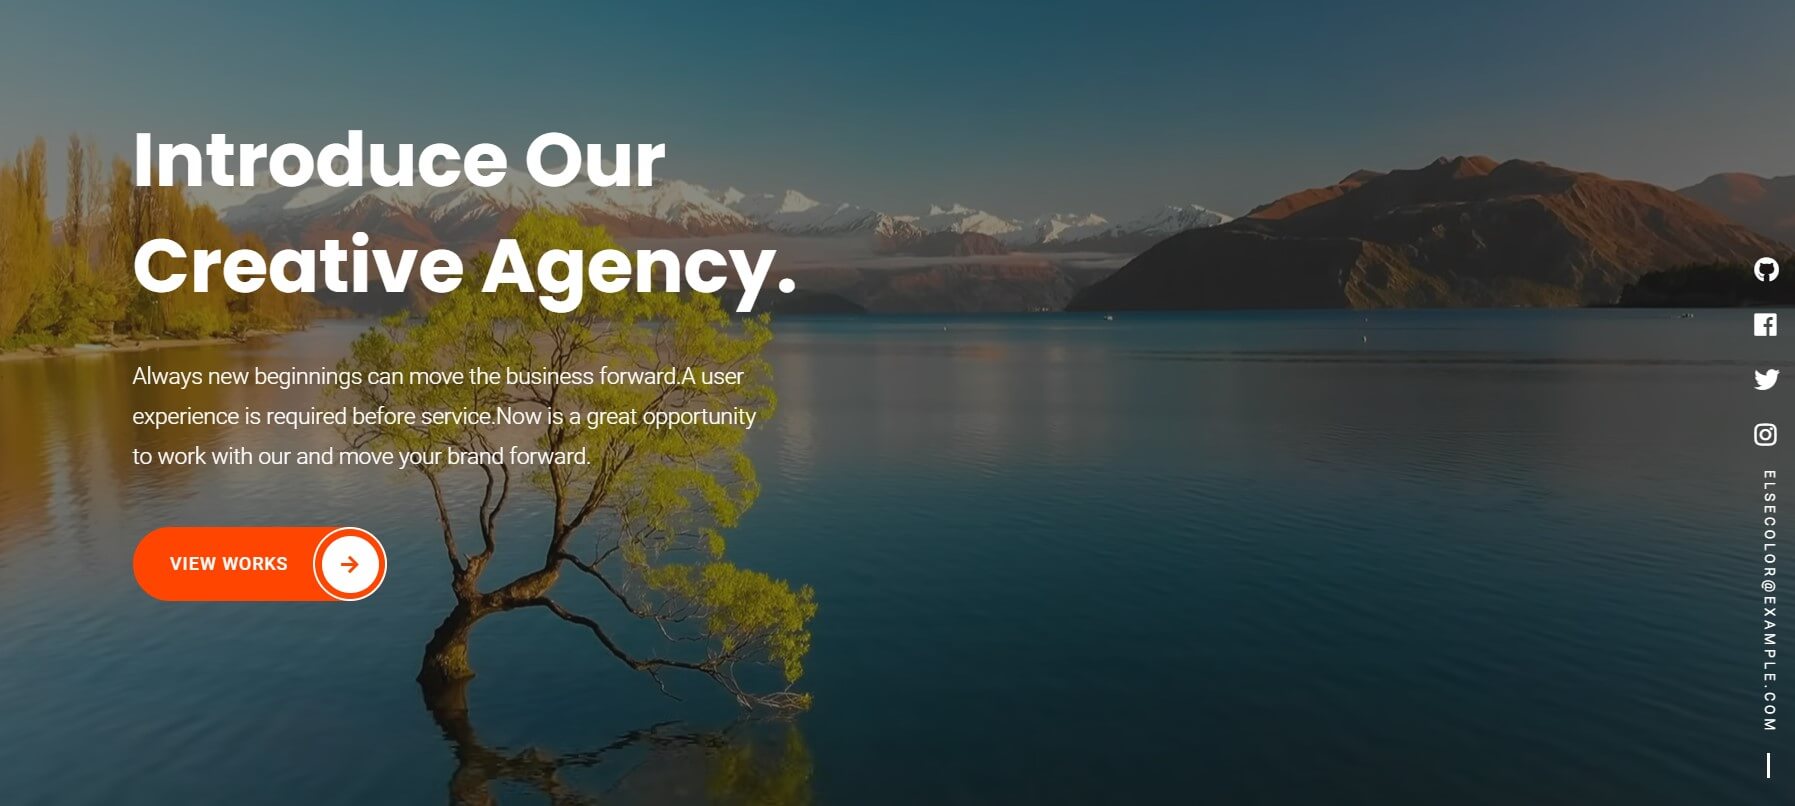 Introduce Our
Creative Agency.
Always new beginnings can move the business forward.A user
experience is required before service.Now is a great opportunity
to work with our and move your brand forward.
VIEW WORKS
ELSECOLOR@EXAMPLE.COM